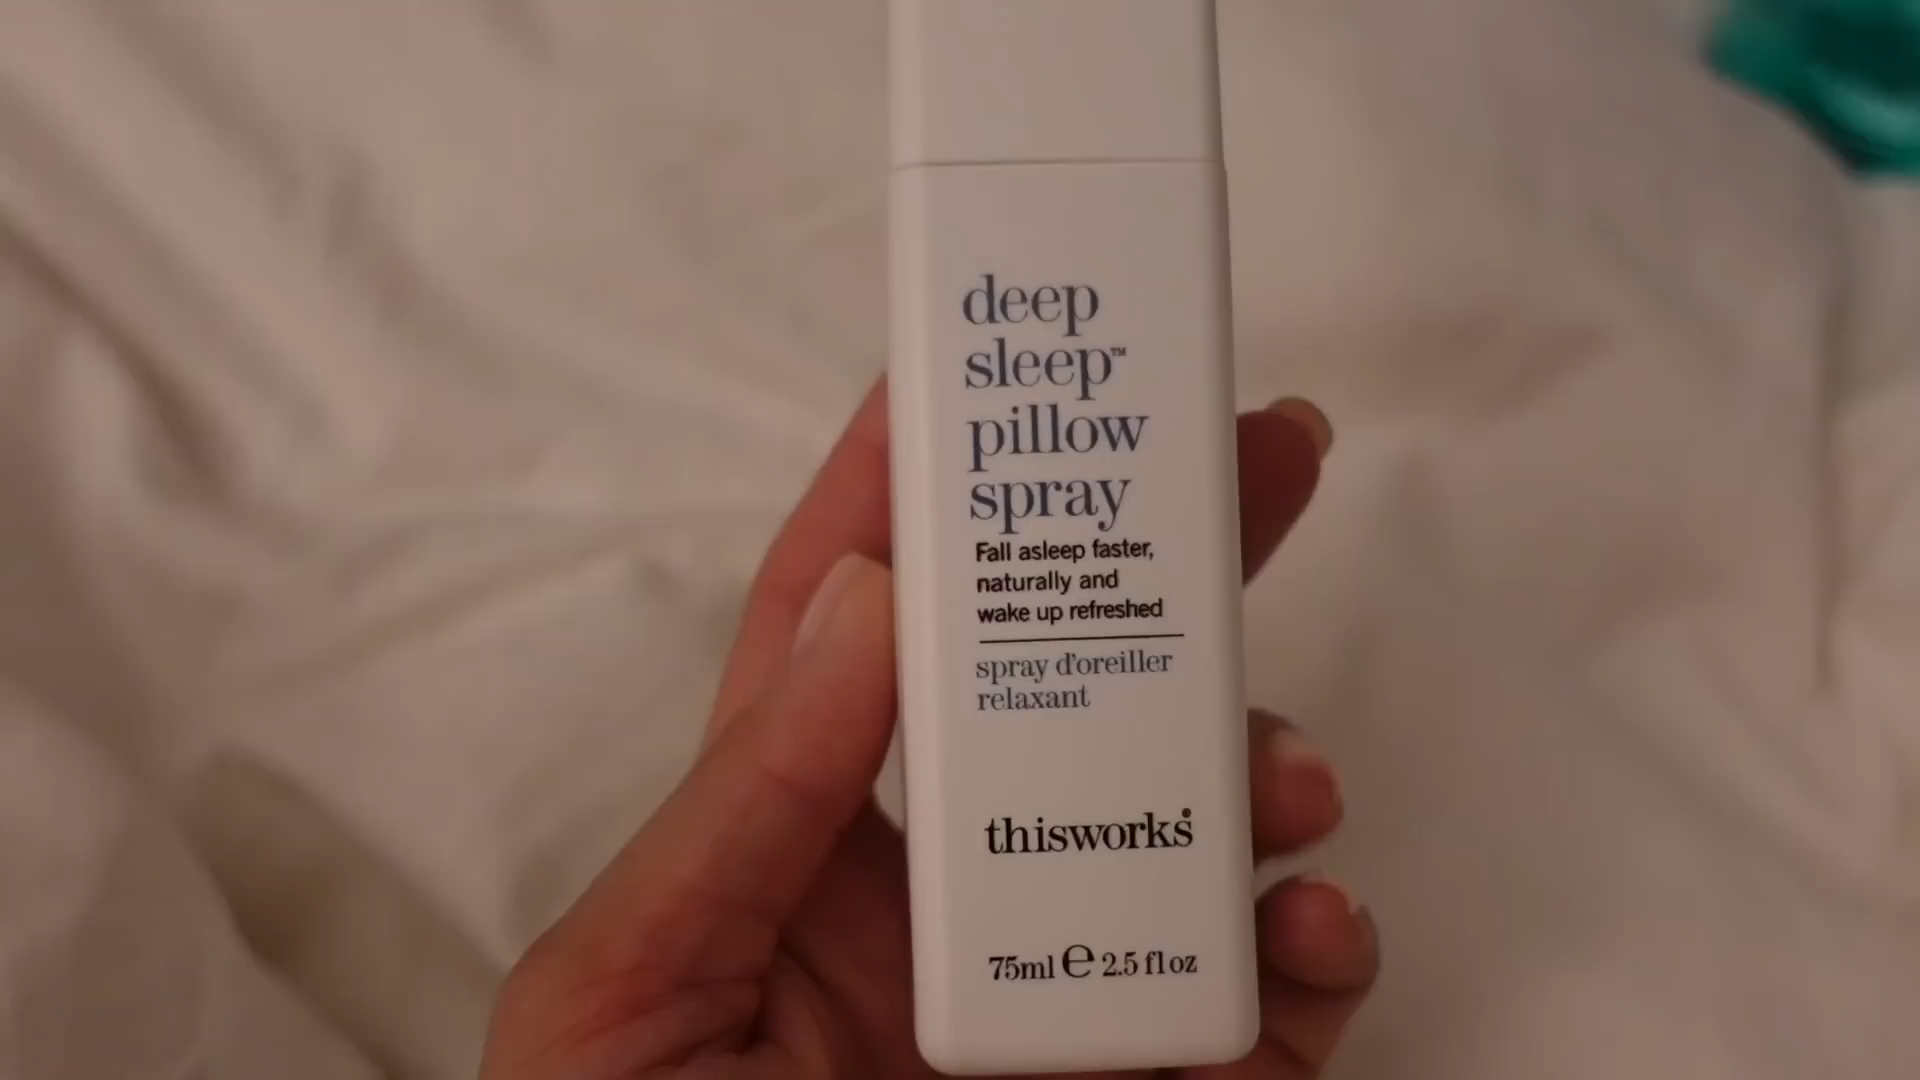 deep
sleep™
pillow
spray
Fall asleep faster,
naturally and
wake up refreshed
spray d'oreiller
relaxant
thisworks
75ml ℮ 2.5 fl oz